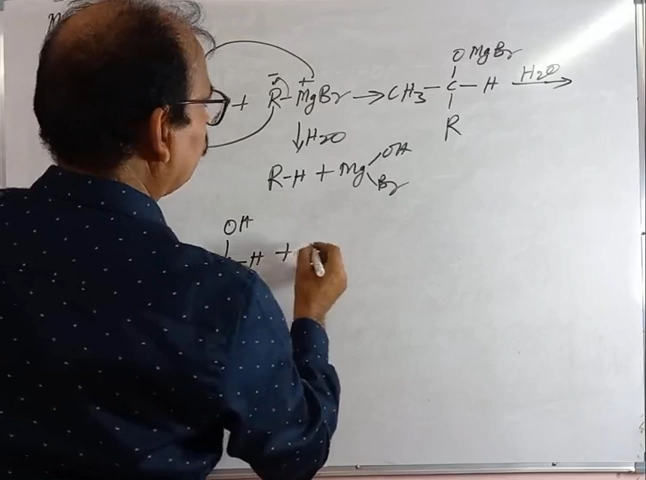 OMgBr
+ R-MgBr → CH3-C-H H2O →
R
↓ H2O
R-H + Mg OH
Br
OH
-H +